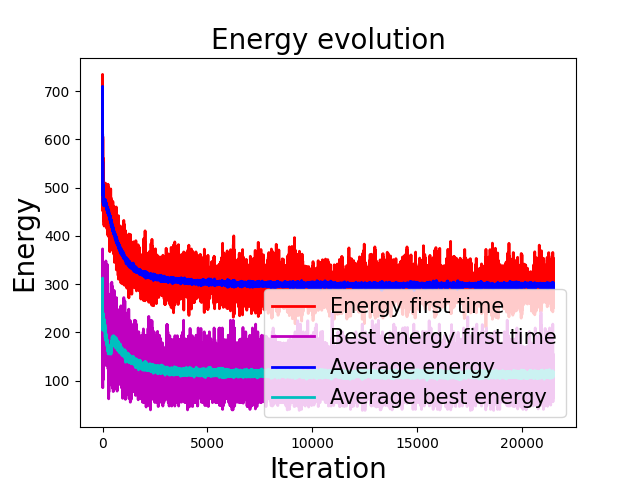 Energy evolution
Energy
700
600
500
400
300
200
100
0
5000
10000
15000
20000
Iteration
Energy first time
Best energy first time
Average energy
Average best energy